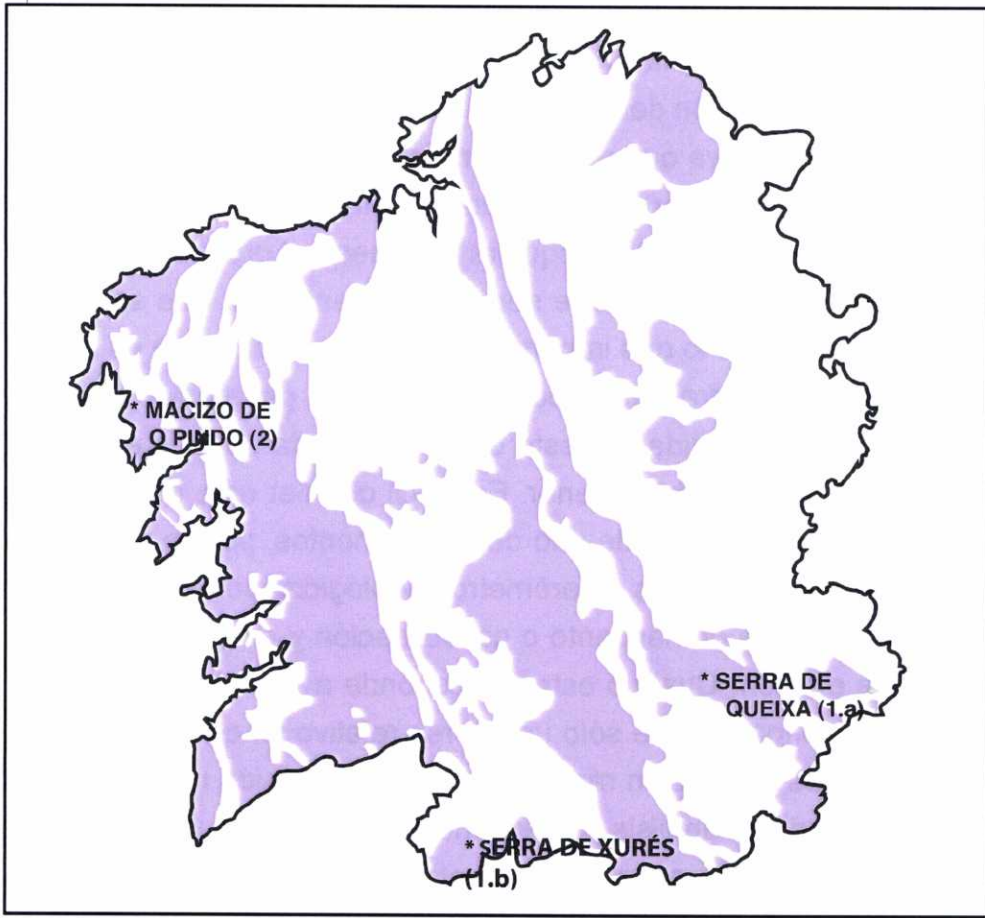 * MACIZO DE
O PINDO (2)
* SERRA DE
QUEIXA (1.a)
* SERRA DE XURÉS
(1.b)